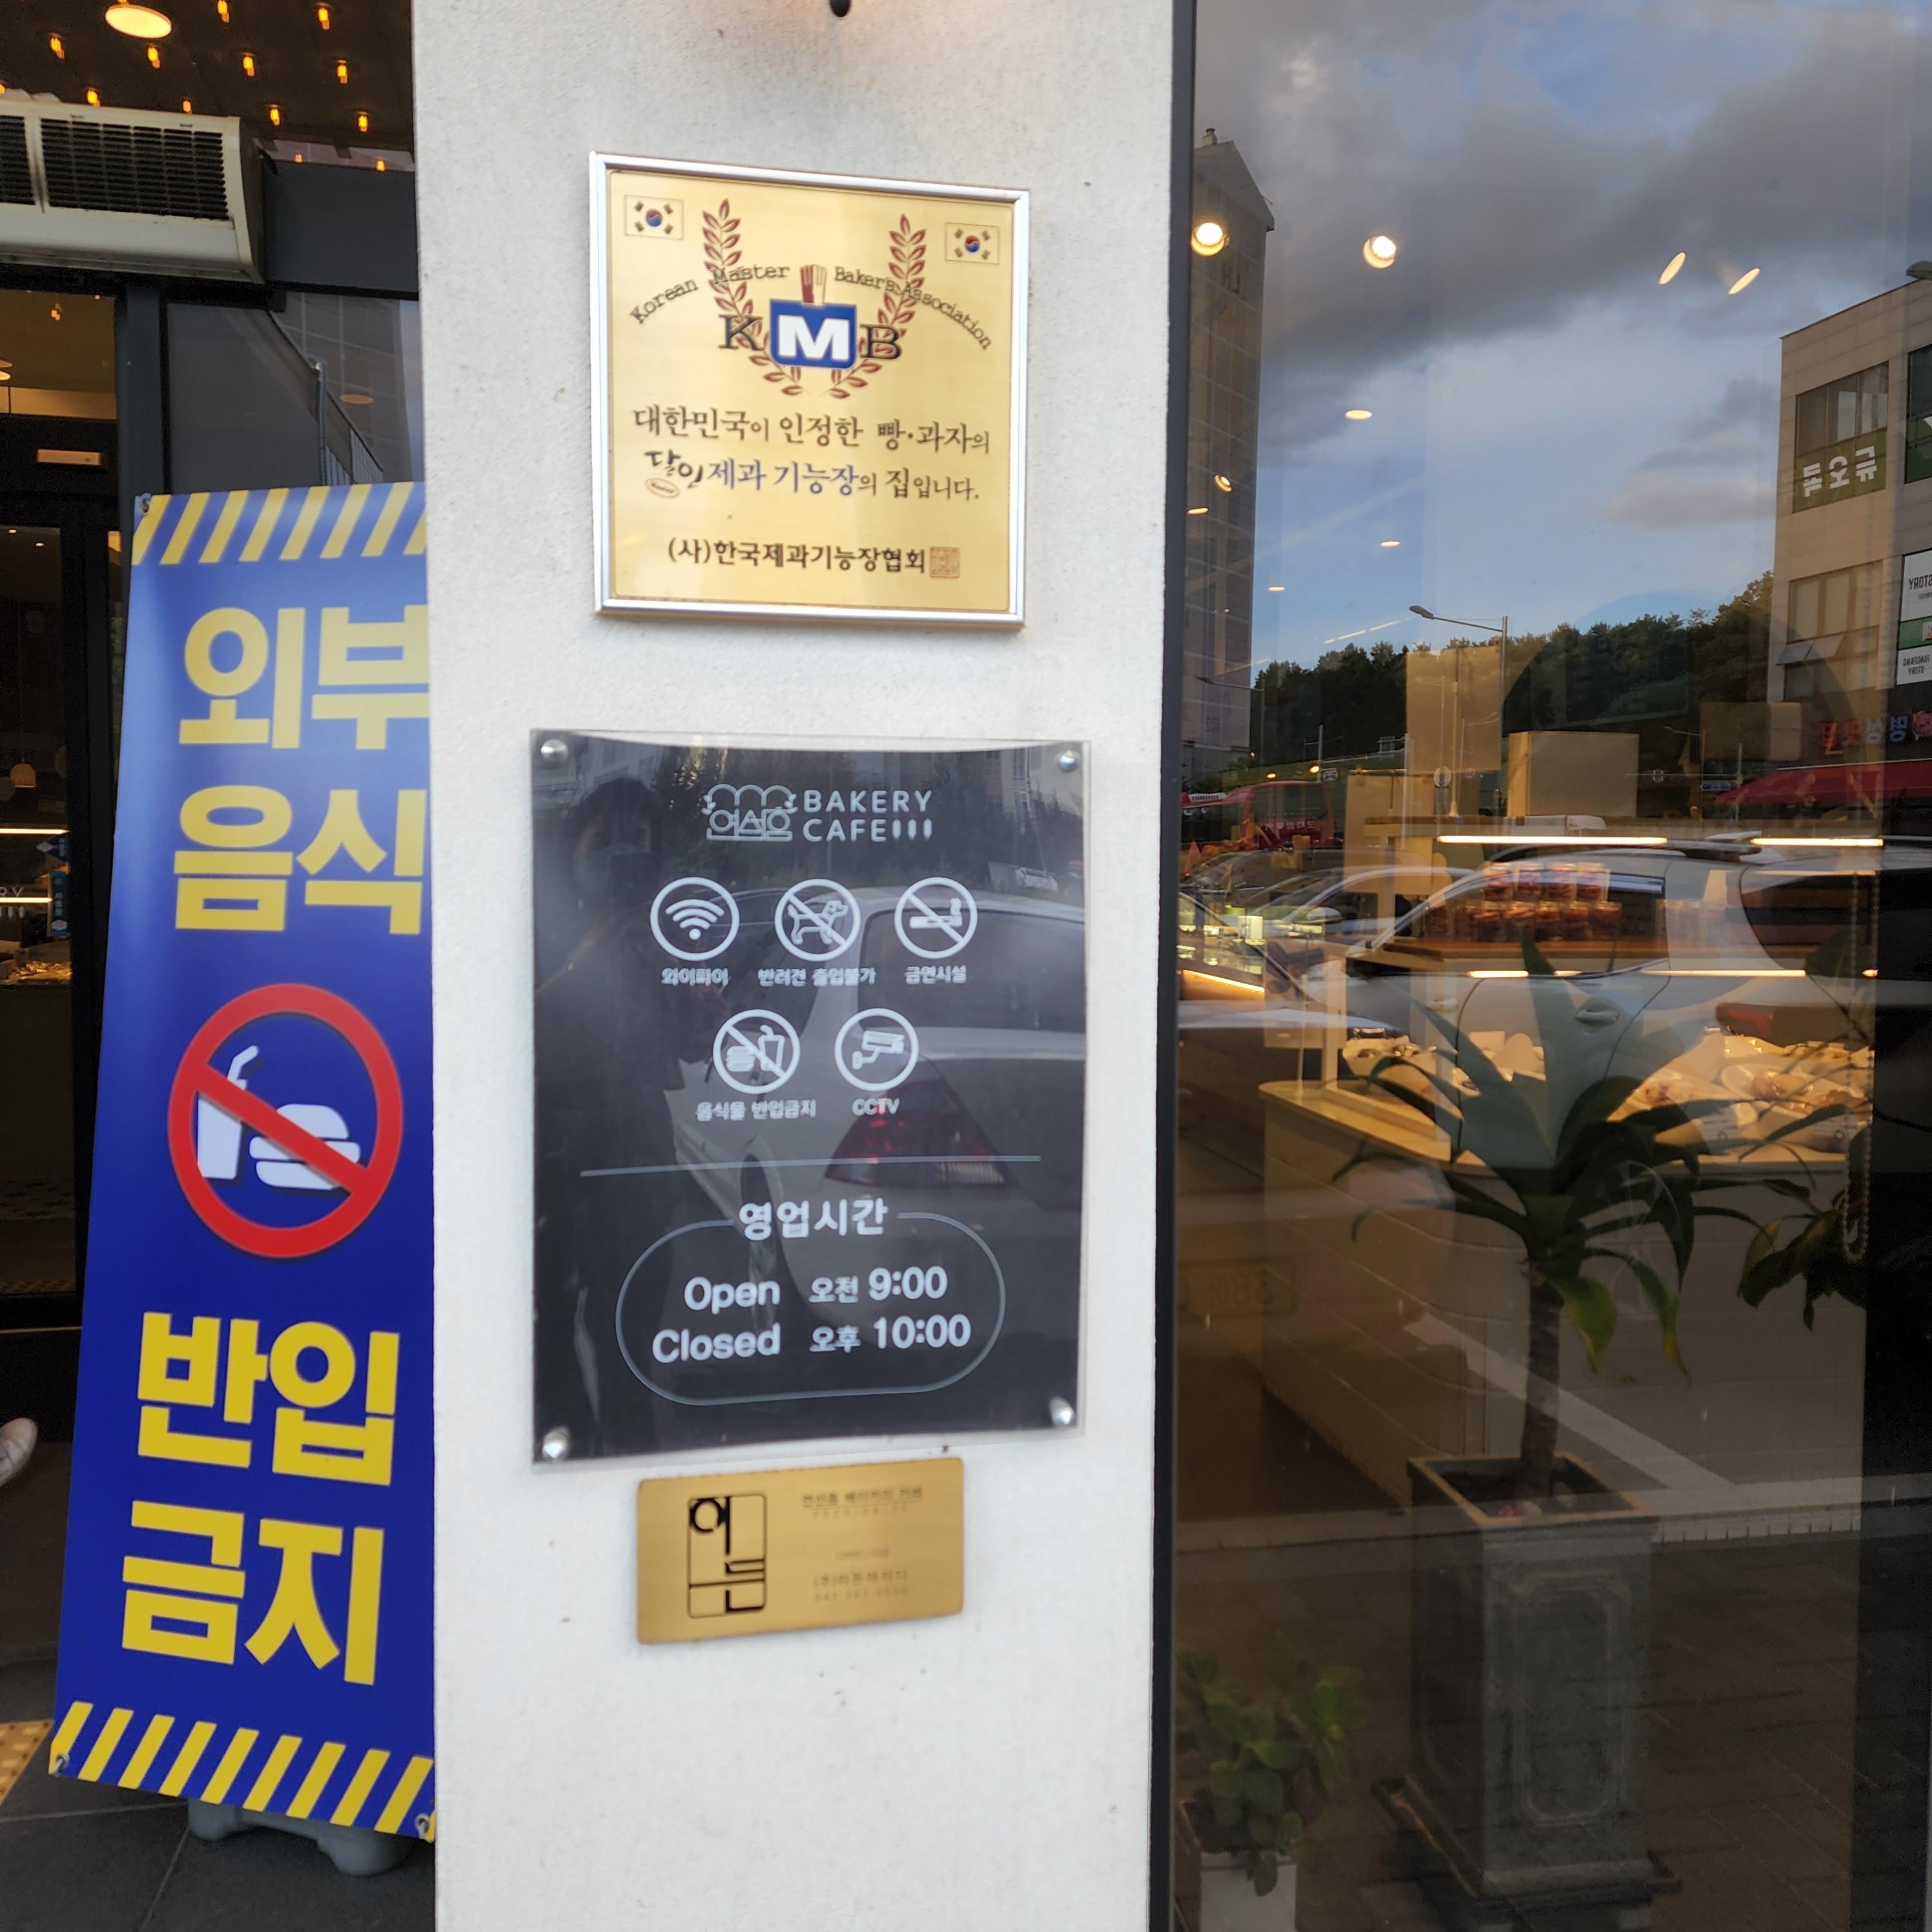 외부
음식
반입
금지
Korean Master Bakers Association
KMB
대한민국이 인정한 빵·과자의
달인 제과 기능장의 집입니다.
(사)한국제과기능장협회
BAKERY
CAFE
와이파이 반려견 출입불가 금연시설
음식물 반입금지 CCTV
영업시간
Open 오전 9:00
Closed 오후 10:00
이든